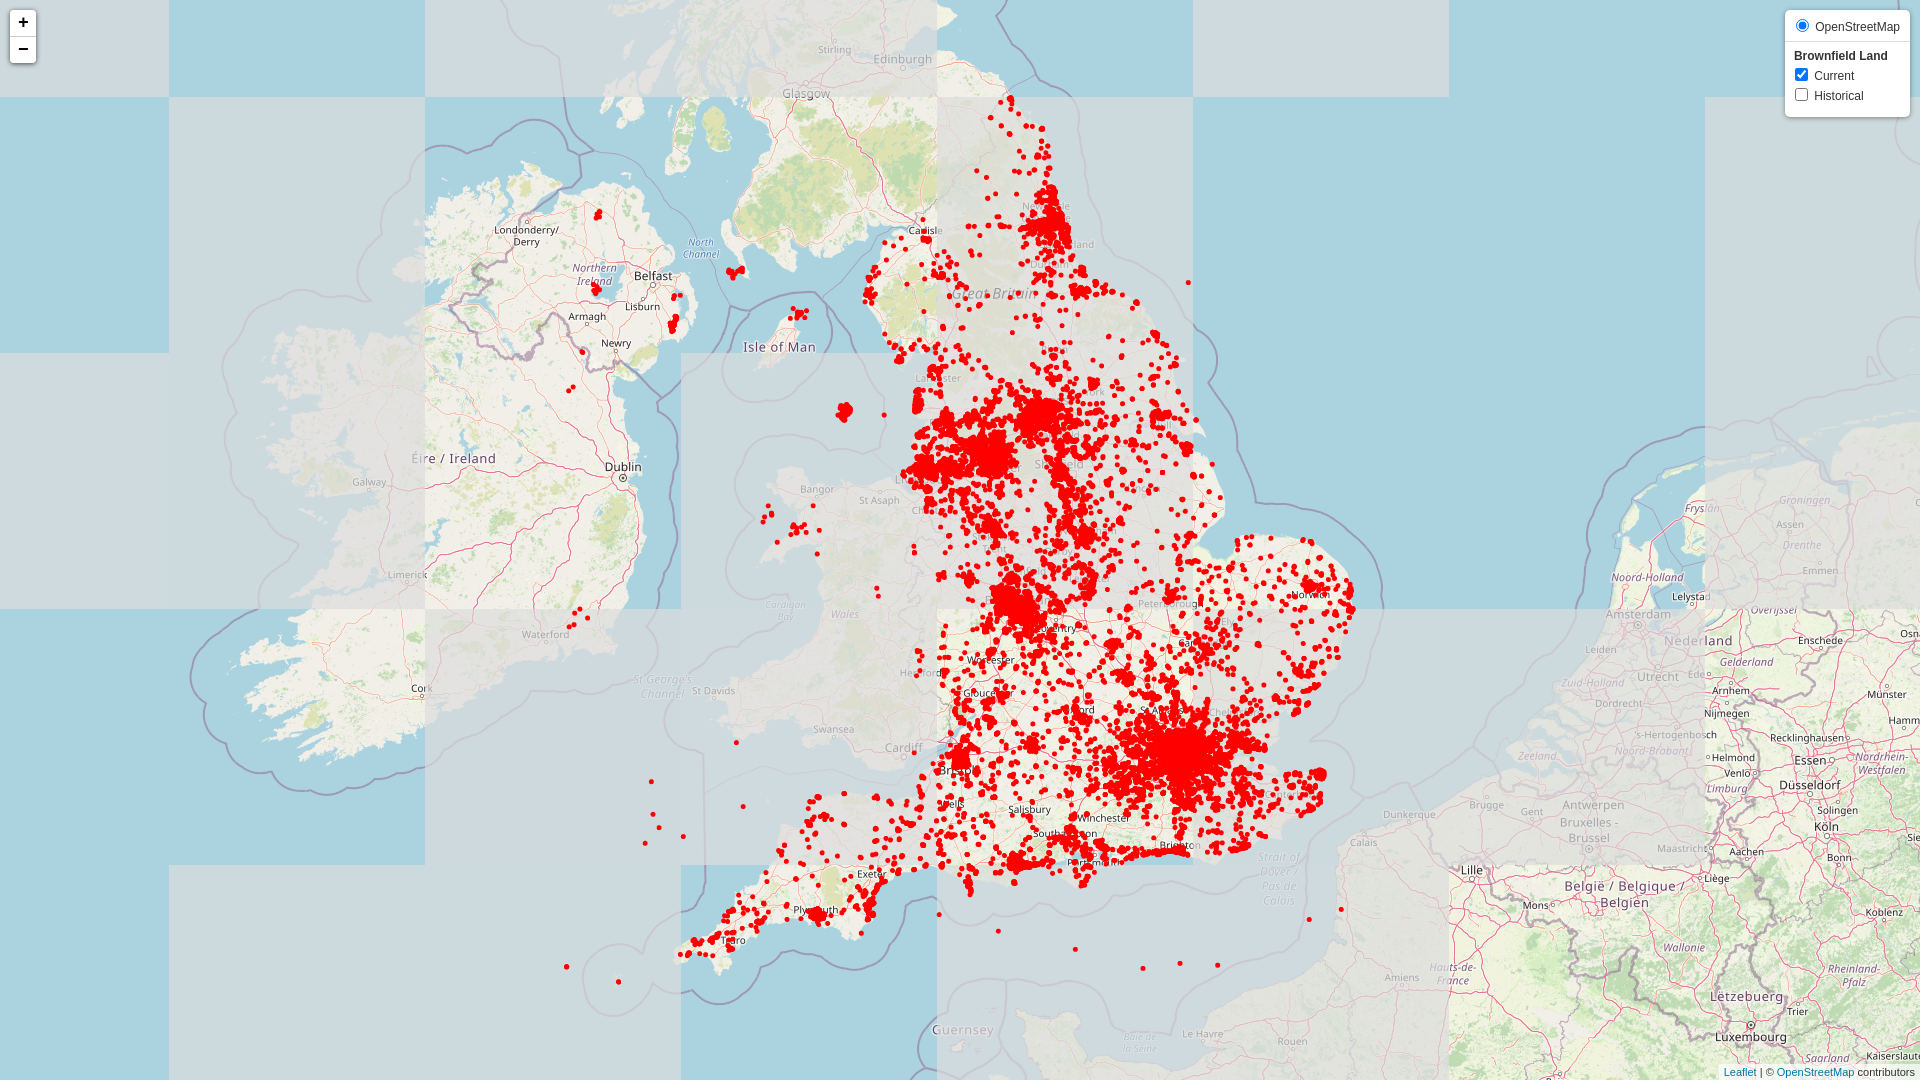 +
−
OpenStreetMap
Brownfield Land
Current
Historical
Stirling
Edinburgh
Glasgow
Londonderry/
Derry
North
Channel
Carlisle
Northern
Ireland
Belfast
Lisburn
Great Britain
Armagh
Newry
Isle of Man
Lancaster
Éire / Ireland
Dublin
Galway
Bangor
St Asaph
Groningen
Fryslân
Assen
Drenthe
Emmen
Limerick
Noord-Holland
Lelystad
Norwich
Peterborough
Cardigan
Bay
Wales
Overijssel
Amsterdam
Waterford
Coventry
Enschede
Nederland
Leiden
Worcester
Gelderland
Hereford
Utrecht
Ede
St George's
Channel
St Davids
Zuid-Holland
Arnhem
Münster
Cork
Gloucester
Dordrecht
Nijmegen
Swansea
's-Hertogenbosch
Recklinghausen
Cardiff
Noord-Brabant
Zeeland
Helmond
Essen
Nordrhein-
Westfalen
Bristol
Venlo
Düsseldorf
Limburg
Wells
Salisbury
Brugge
Gent
Antwerpen
Solingen
Winchester
Dunkerque
Bruxelles -
Brussel
Köln
Southampton
Calais
Maastricht
Aachen
Brighton
Portsmouth
Strait of
Dover /
Pas de
Calais
Bonn
Exeter
Lille
Liège
België / Belgique /
Belgien
Mons
Plymouth
Koblenz
Truro
Wallonie
Hauts-de-
France
Rheinland-
Pfalz
Amiens
Lëtzebuerg
Trier
Guernsey
Baie de
la Seine
Le Havre
Rouen
Luxembourg
Saarland
Kaiserslaute
Leaflet | © OpenStreetMap contributors